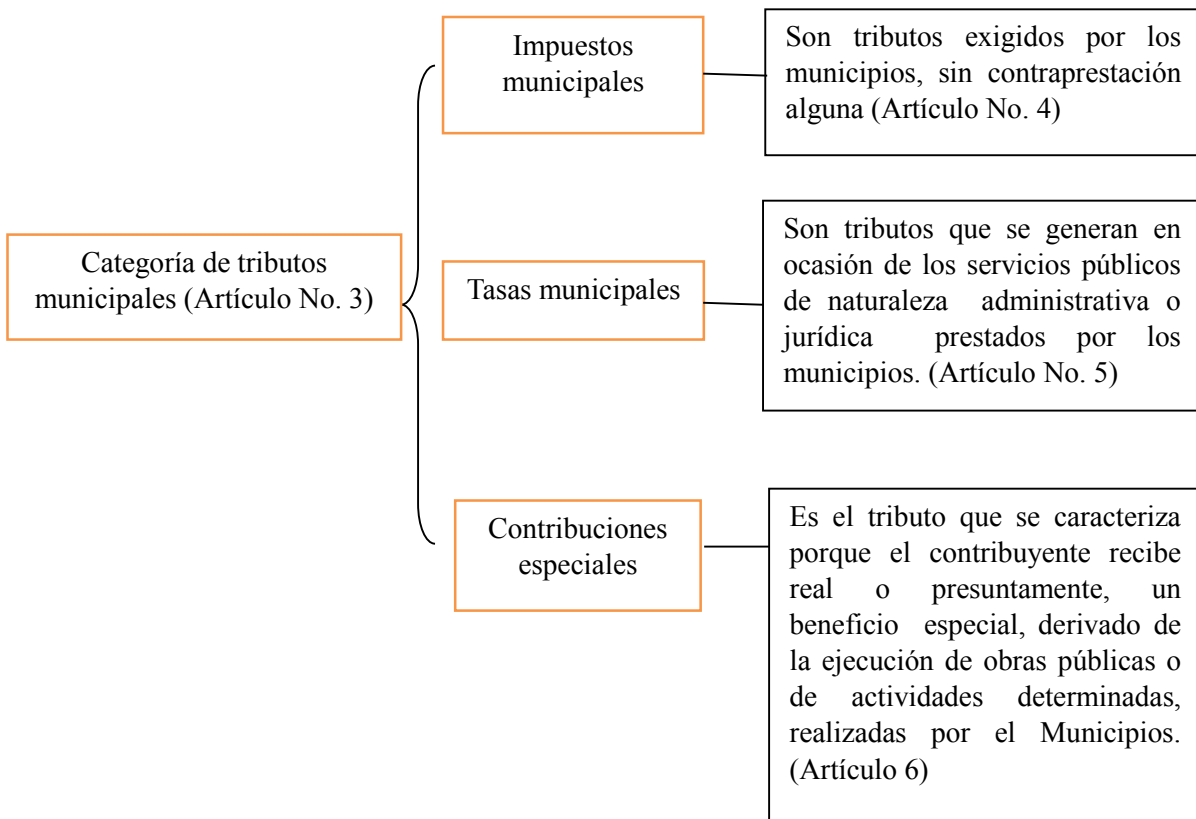 Categoría de tributos
municipales (Artículo No. 3)
Impuestos
municipales
Son tributos exigidos por los
municipios, sin contraprestación
alguna (Artículo No. 4)
Tasas municipales
Son tributos que se generan en
ocasión de los servicios públicos
de naturaleza administrativa o
jurídica prestados por los
municipios. (Artículo No. 5)
Contribuciones
especiales
Es el tributo que se caracteriza
porque el contribuyente recibe
real o presuntamente, un
beneficio especial, derivado de
la ejecución de obras públicas o
de actividades determinadas,
realizadas por el Municipios.
(Artículo 6)